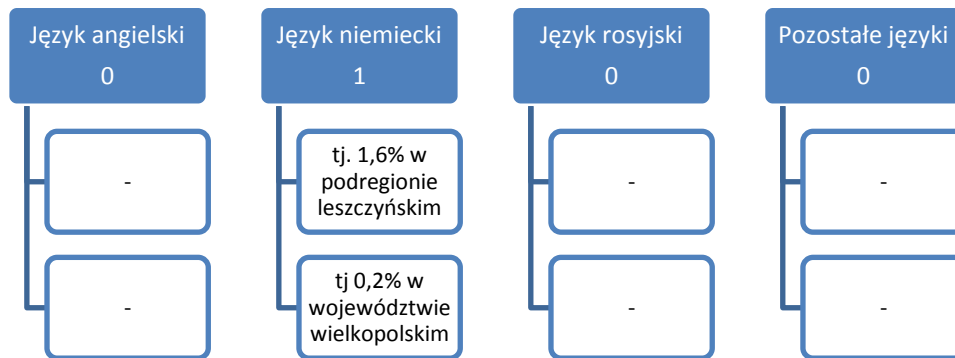 Język angielski
0
-
-
Język niemiecki
1
tj. 1,6% w
podregionie
leszczyńskim
tj 0,2% w
województwie
wielkopolskim
Język rosyjski
0
-
-
Pozostałe języki
0
-
-